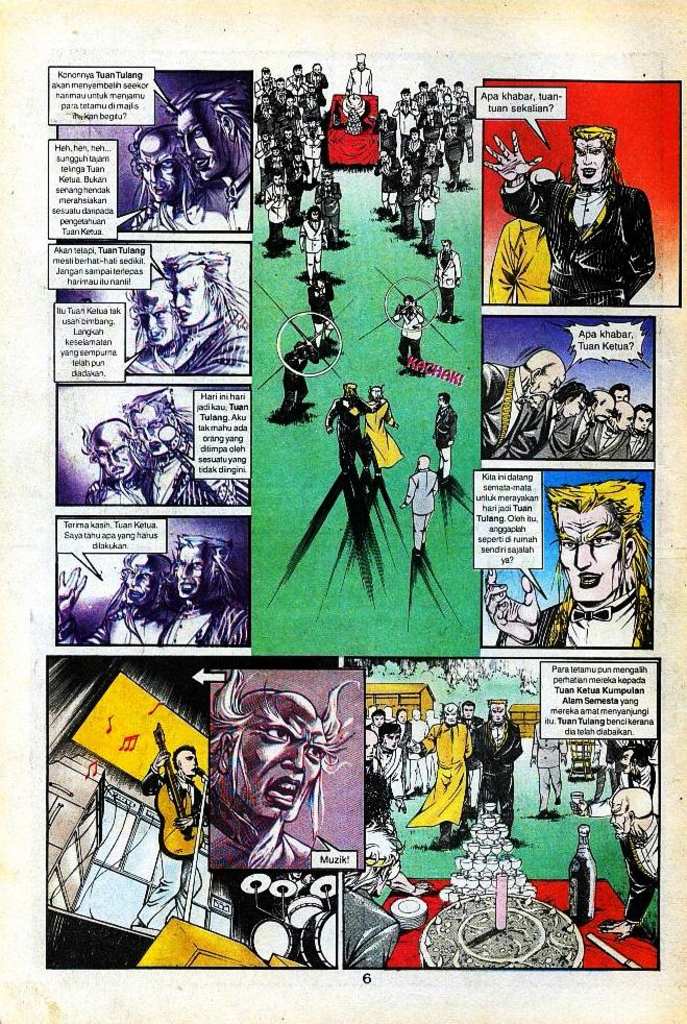 Kononnya Tuan Tulang
akan menyembelih seekor
harimau untuk menjamu
para tetamu di majlis
ini,kan begitu?
Heh, heh, heh...
sungguh tajam
Tuan Ketua
Ketua. Bukan
senang hendak
merahsiakan
sesuatu daripada
pengetahuan
Tuan Ketua.
Akan tetapi, Tuan Tulang
mesti berhati-hati sedikit.
Jangan sampai terlepas
harimau itu nanti!
Itu Tuan Ketua tak
usah bimbang.
Langkah
keselamatan
yang sempurna
telah pun
diadakan.
Hari ini hari
jadi kau, Tuan
Tulang. Jangan
ada orang yang
ditimpa oleh
sesuatu yang
tidak diingini.
Terima kasih, Tuan Ketua.
Saya tahu apa yang harus
dilakukan.
KACHAK!
Apa khabar, tuan-
tuan sekalian?
Apa khabar,
Tuan Ketua?
Kita ini datang
semata-mata
untuk merayakan
hari jadi Tuan
Tulang. Oleh itu,
anggaplah
seperti di rumah
sendiri sajalah
ya?
Muzik!
Para tetamu pun mengalih
perhatian mereka kepada
Tuan Ketua Kumpulan
Alam Semesta yang
mereka amat menyanjungi
itu. Tuan Tulang benci kerana
dia telah diabaikan.
6